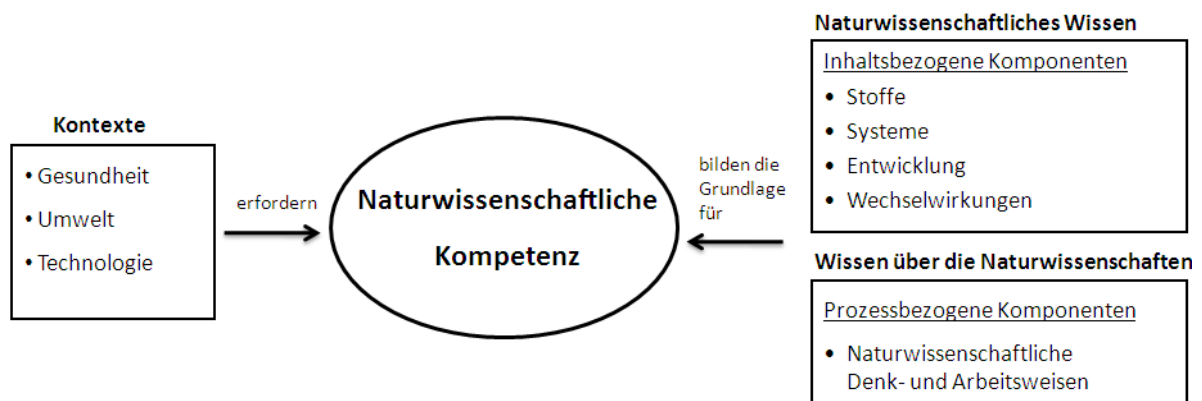 Kontexte
• Gesundheit
• Umwelt
• Technologie
erfordern
Naturwissenschaftliche
Kompetenz
bilden die
Grundlage
für
Naturwissenschaftliches Wissen
Inhaltsbezogene Komponenten
• Stoffe
• Systeme
• Entwicklung
• Wechselwirkungen
Wissen über die Naturwissenschaften
Prozessbezogene Komponenten
• Naturwissenschaftliche
Denk- und Arbeitsweisen